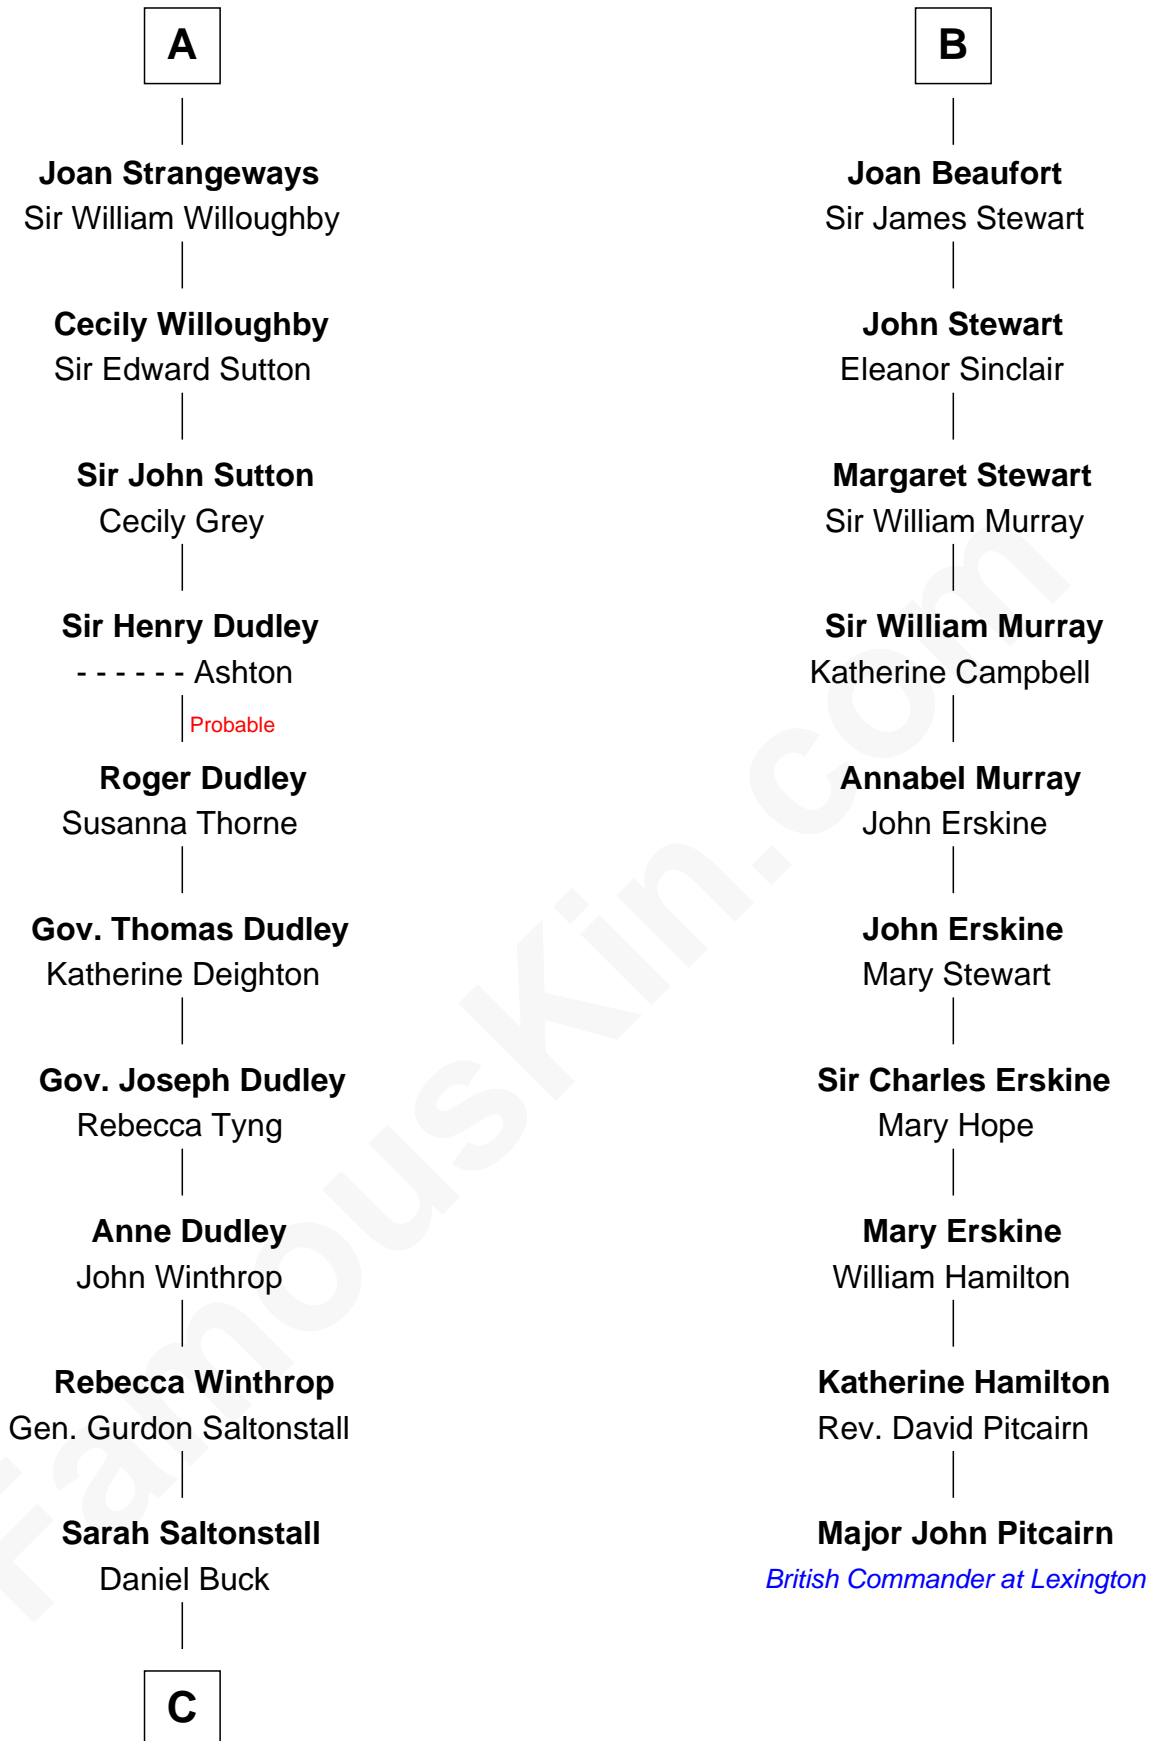 A
Joan Strangeways
Sir William Willoughby
Cecily Willoughby
Sir Edward Sutton
Sir John Sutton
Cecily Grey
Sir Henry Dudley
- - - - - - Ashton
Probable
Roger Dudley
Susanna Thorne
Gov. Thomas Dudley
Katherine Deighton
Gov. Joseph Dudley
Rebecca Tyng
Anne Dudley
John Winthrop
Rebecca Winthrop
Gen. Gurdon Saltonstall
Sarah Saltonstall
Daniel Buck
C
B
Joan Beaufort
Sir James Stewart
John Stewart
Eleanor Sinclair
Margaret Stewart
Sir William Murray
Sir William Murray
Katherine Campbell
Annabel Murray
John Erskine
John Erskine
Mary Stewart
Sir Charles Erskine
Mary Hope
Mary Erskine
William Hamilton
Katherine Hamilton
Rev. David Pitcairn
Major John Pitcairn
British Commander at Lexington
FamousKin.com